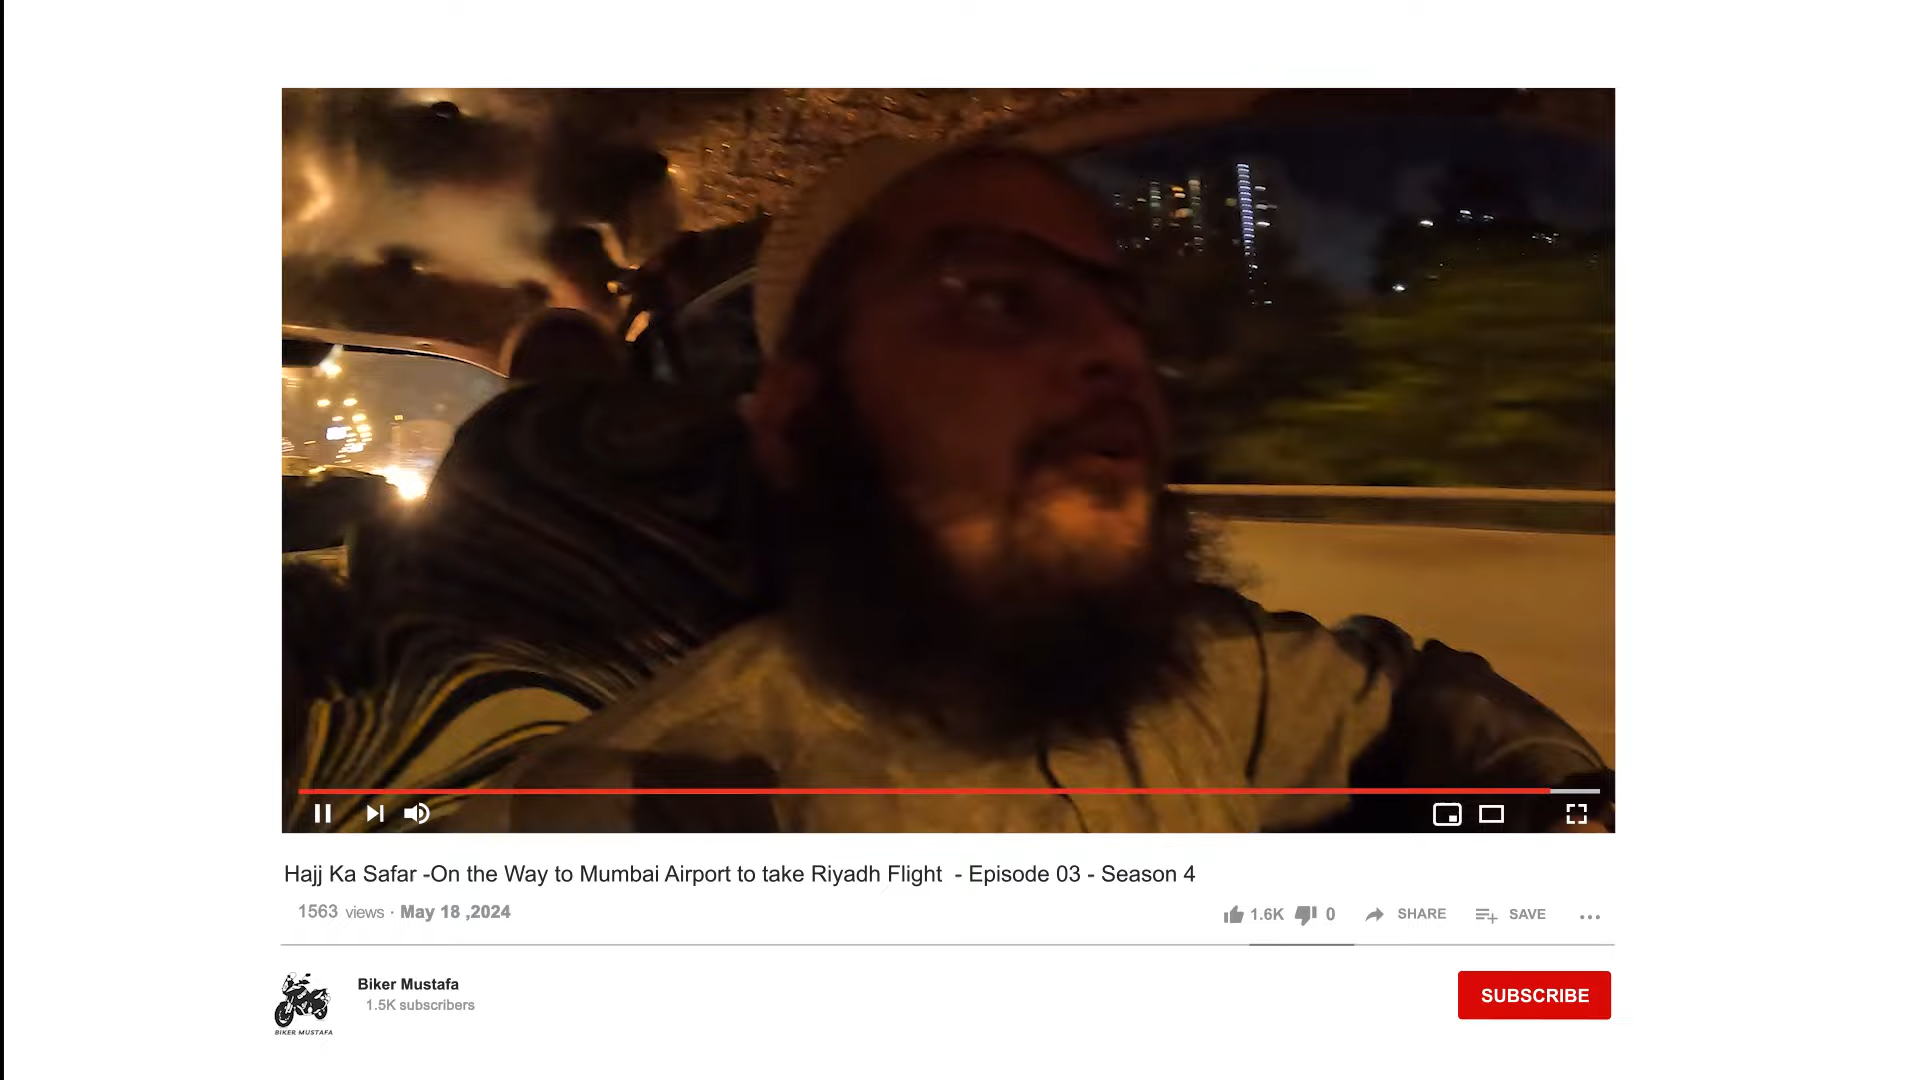 Hajj Ka Safar -On the Way to Mumbai Airport to take Riyadh Flight - Episode 03 - Season 4
1563 views · May 18 ,2024
1.6K 0 SHARE SAVE ...
Biker Mustafa
1.5K subscribers
BIKER MUSTAFA
SUBSCRIBE